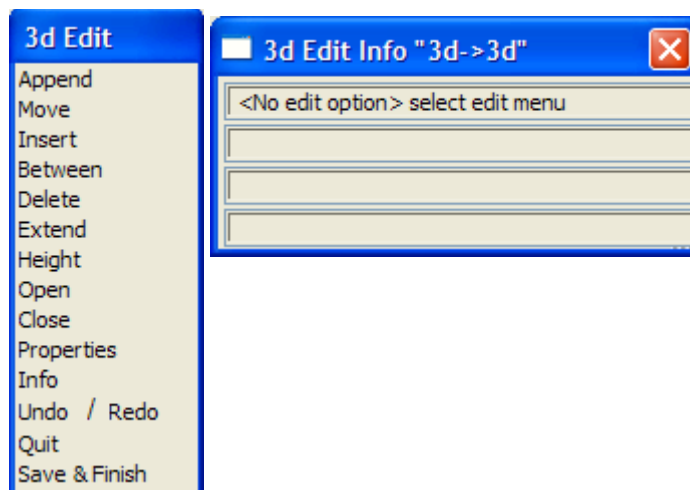 3d Edit
Append
Move
Insert
Between
Delete
Extend
Height
Open
Close
Properties
Info
Undo / Redo
Quit
Save & Finish
3d Edit Info "3d->3d"
<No edit option> select edit menu